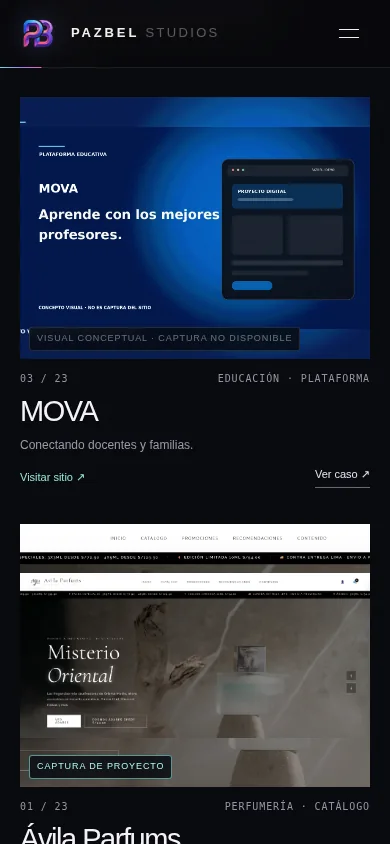 PAZBEL STUDIOS
PLATAFORMA EDUCATIVA
MOVA
Aprende con los mejores
profesores.
PROYECTO DIGITAL
CONCEPTO VISUAL · NO ES CAPTURA DEL SITIO
VISUAL CONCEPTUAL · CAPTURA NO DISPONIBLE
03 / 23
EDUCACIÓN · PLATAFORMA
MOVA
Conectando docentes y familias.
Visitar sitio ↗
Ver caso ↗
INICIO CATÁLOGO PROMOCIONES RECOMENDACIONES CONTENIDO
Ávila Parfums
Misterio
Oriental
CAPTURA DE PROYECTO
01 / 23
PERFUMERÍA · CATÁLOGO
Ávila Parfums